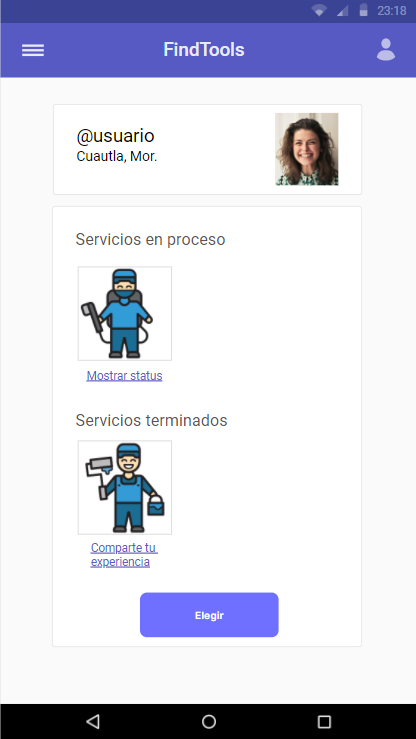 23:18
FindTools
@usuario
Cuautla, Mor.
Servicios en proceso
Mostrar status
Servicios terminados
Comparte tu
experiencia
Elegir